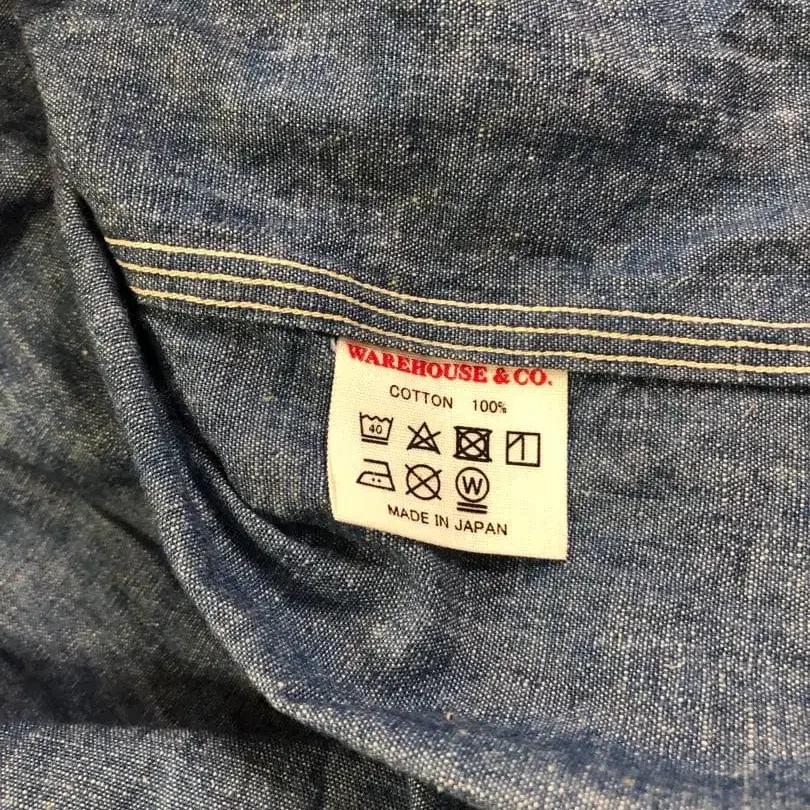 WAREHOUSE & CO.
COTTON 100%
40
W
MADE IN JAPAN